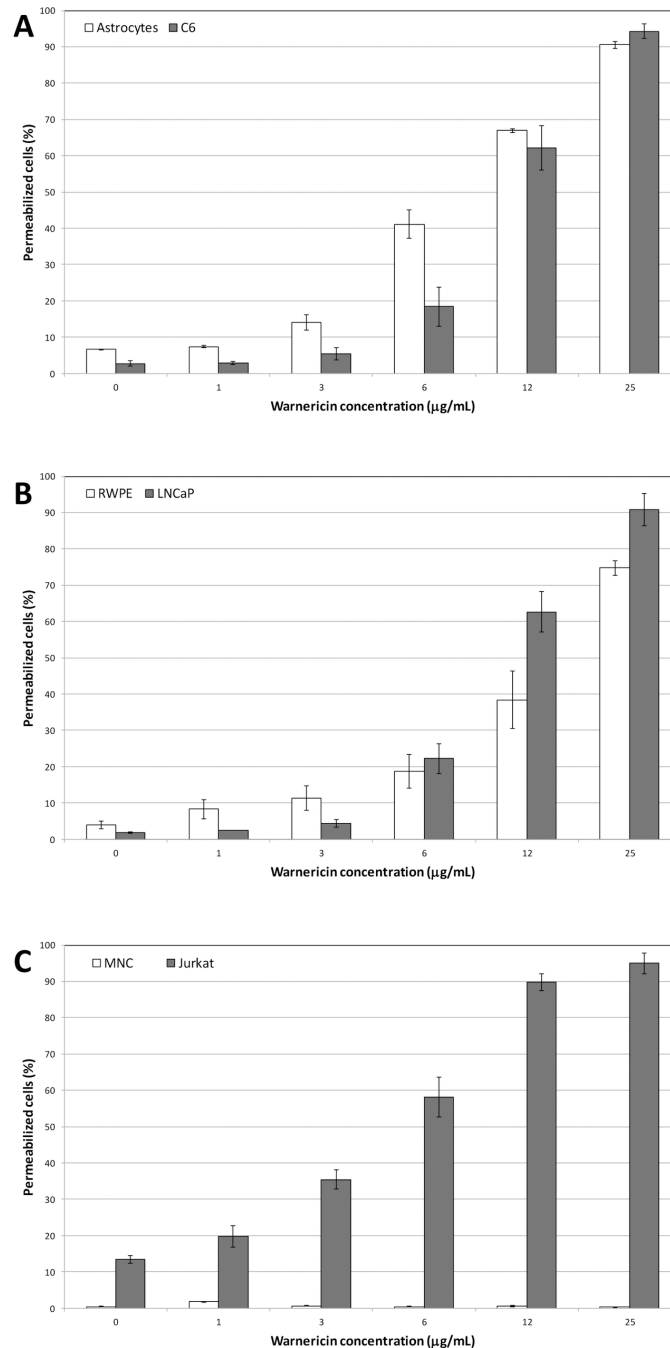 A
Astrocytes C6
Permeabilized cells (%)
100
90
80
70
60
50
40
30
20
10
0
0 1 3 6 12 25
Warnericin concentration (µg/mL)
B
RWPE LNCaP
Permeabilized cells (%)
100
90
80
70
60
50
40
30
20
10
0
0 1 3 6 12 25
Warnericin concentration (µg/mL)
C
MNC Jurkat
Permeabilized cells (%)
100
90
80
70
60
50
40
30
20
10
0
0 1 3 6 12 25
Warnericin concentration (µg/mL)